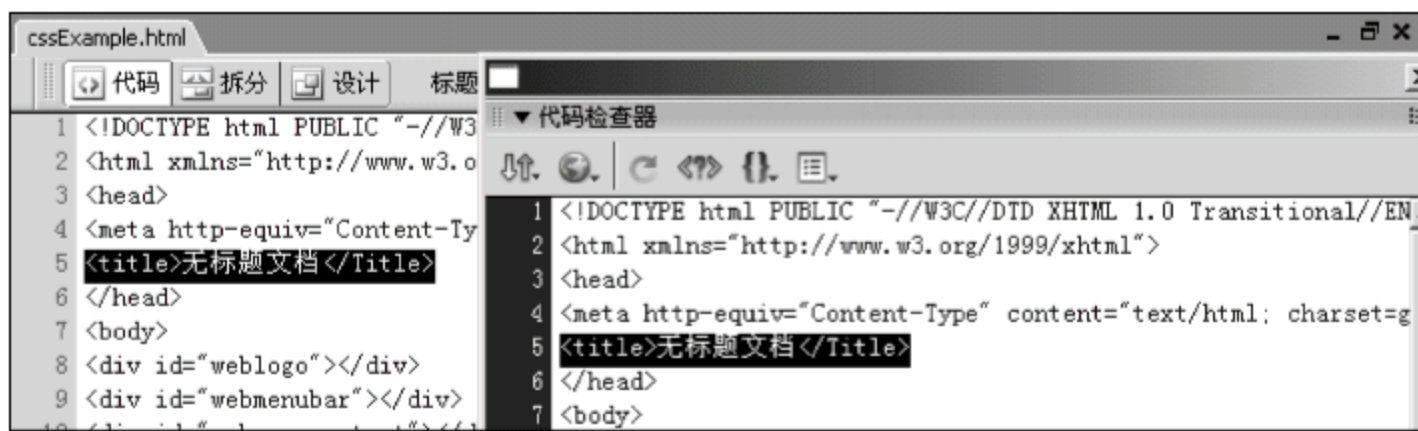 cssExample.html
代码 拆分 设计 标题
1 <!DOCTYPE html PUBLIC "-//W3
2 <html xmlns="http://www.w3.o
3 <head>
4 <meta http-equiv="Content-Ty
5 <title>无标题文档</Title>
6 </head>
7 <body>
8 <div id="weblogo"></div>
9 <div id="webmenubar"></div>
代码检查器
1 <!DOCTYPE html PUBLIC "-//W3C//DTD XHTML 1.0 Transitional//EN
2 <html xmlns="http://www.w3.org/1999/xhtml">
3 <head>
4 <meta http-equiv="Content-Type" content="text/html; charset=g
5 <title>无标题文档</Title>
6 </head>
7 <body>